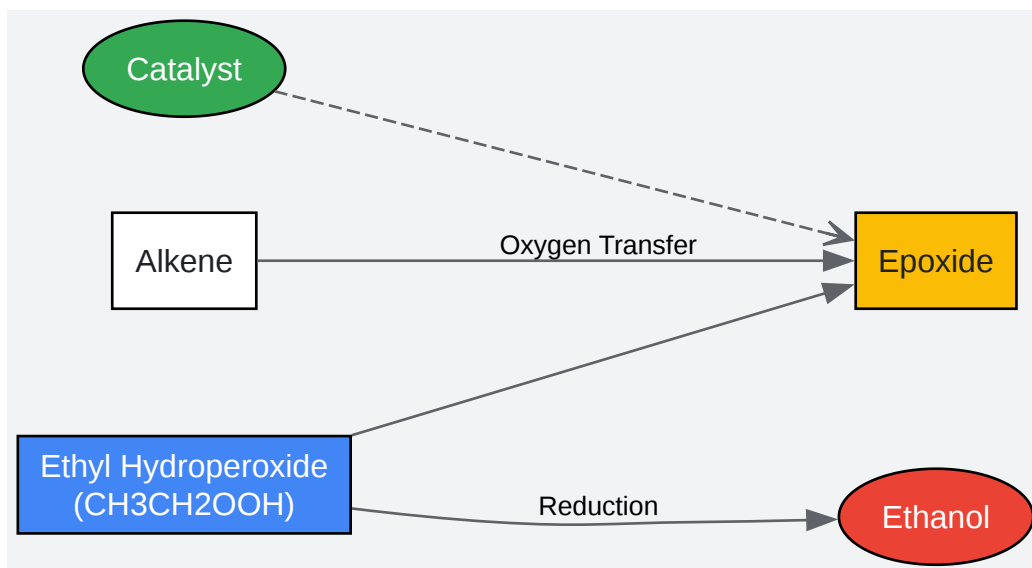 Catalyst
Oxygen Transfer
Alkene
Epoxide
Ethyl Hydroperoxide
(CH3CH2OOH)
Reduction
Ethanol